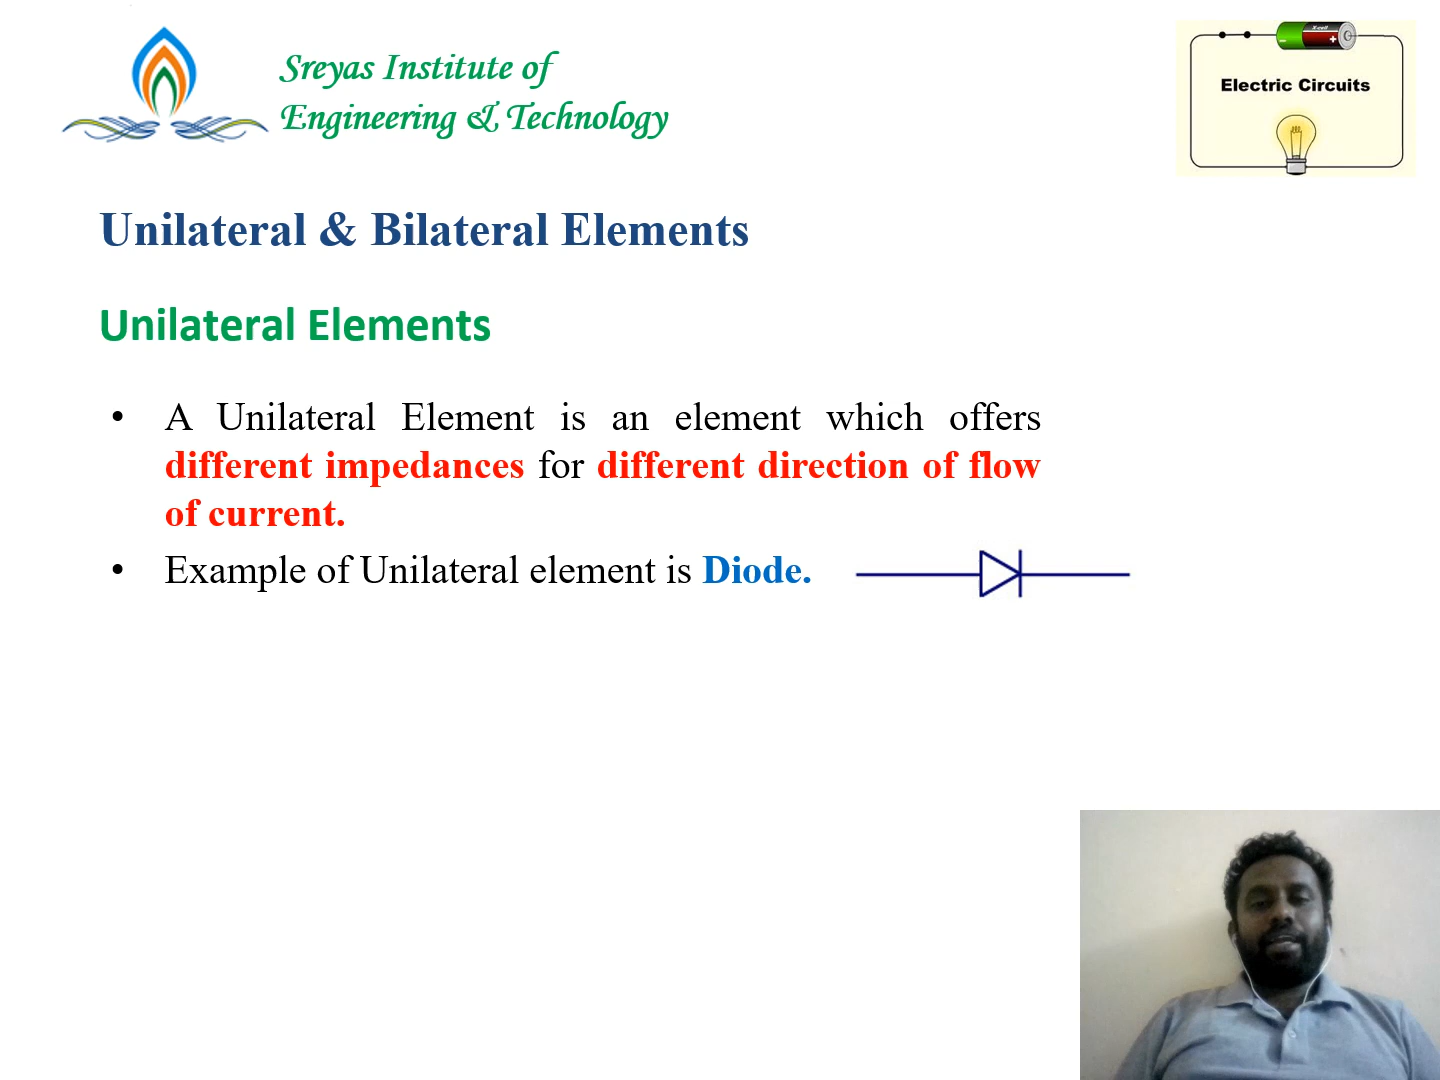 Sreyas Institute of
Engineering & Technology
X-cell
- +
Electric Circuits
Unilateral & Bilateral Elements
Unilateral Elements
• A Unilateral Element is an element which offers
different impedances for different direction of flow
of current.
• Example of Unilateral element is Diode.